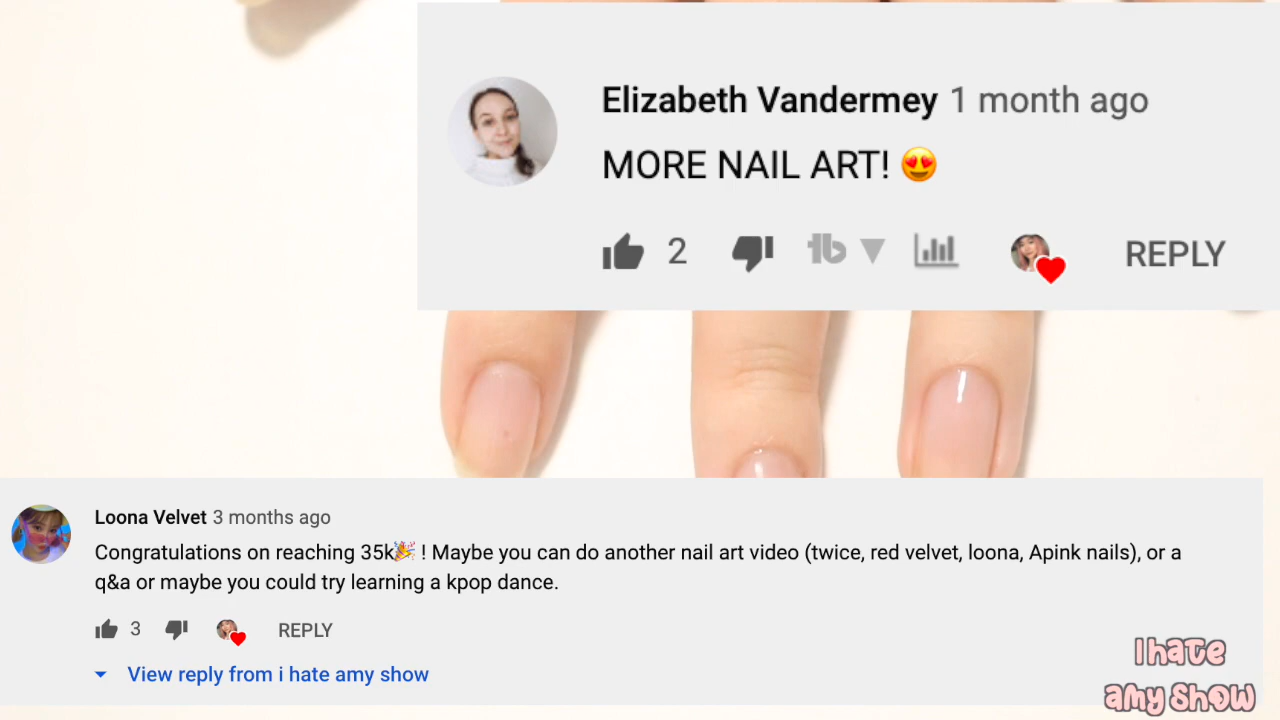 Elizabeth Vandermey 1 month ago
MORE NAIL ART! 😍
2
REPLY
Loona Velvet 3 months ago
Congratulations on reaching 35k🎉 ! Maybe you can do another nail art video (twice, red velvet, loona, Apink nails), or a
q&a or maybe you could try learning a kpop dance.
3 REPLY
View reply from i hate amy show
I hate
amy show